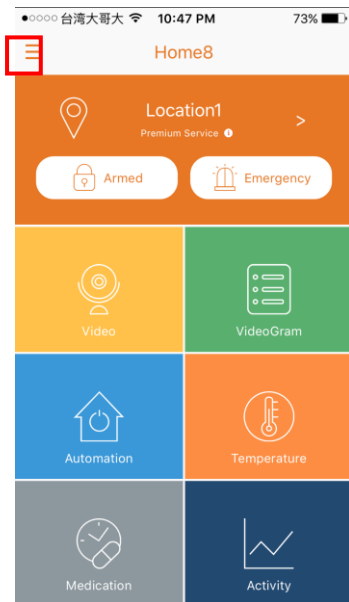 台湾大哥大 10:47 PM 73%
Home8
Location1
Premium Service
>
Armed Emergency
Video VideoGram
Automation Temperature
Medication Activity